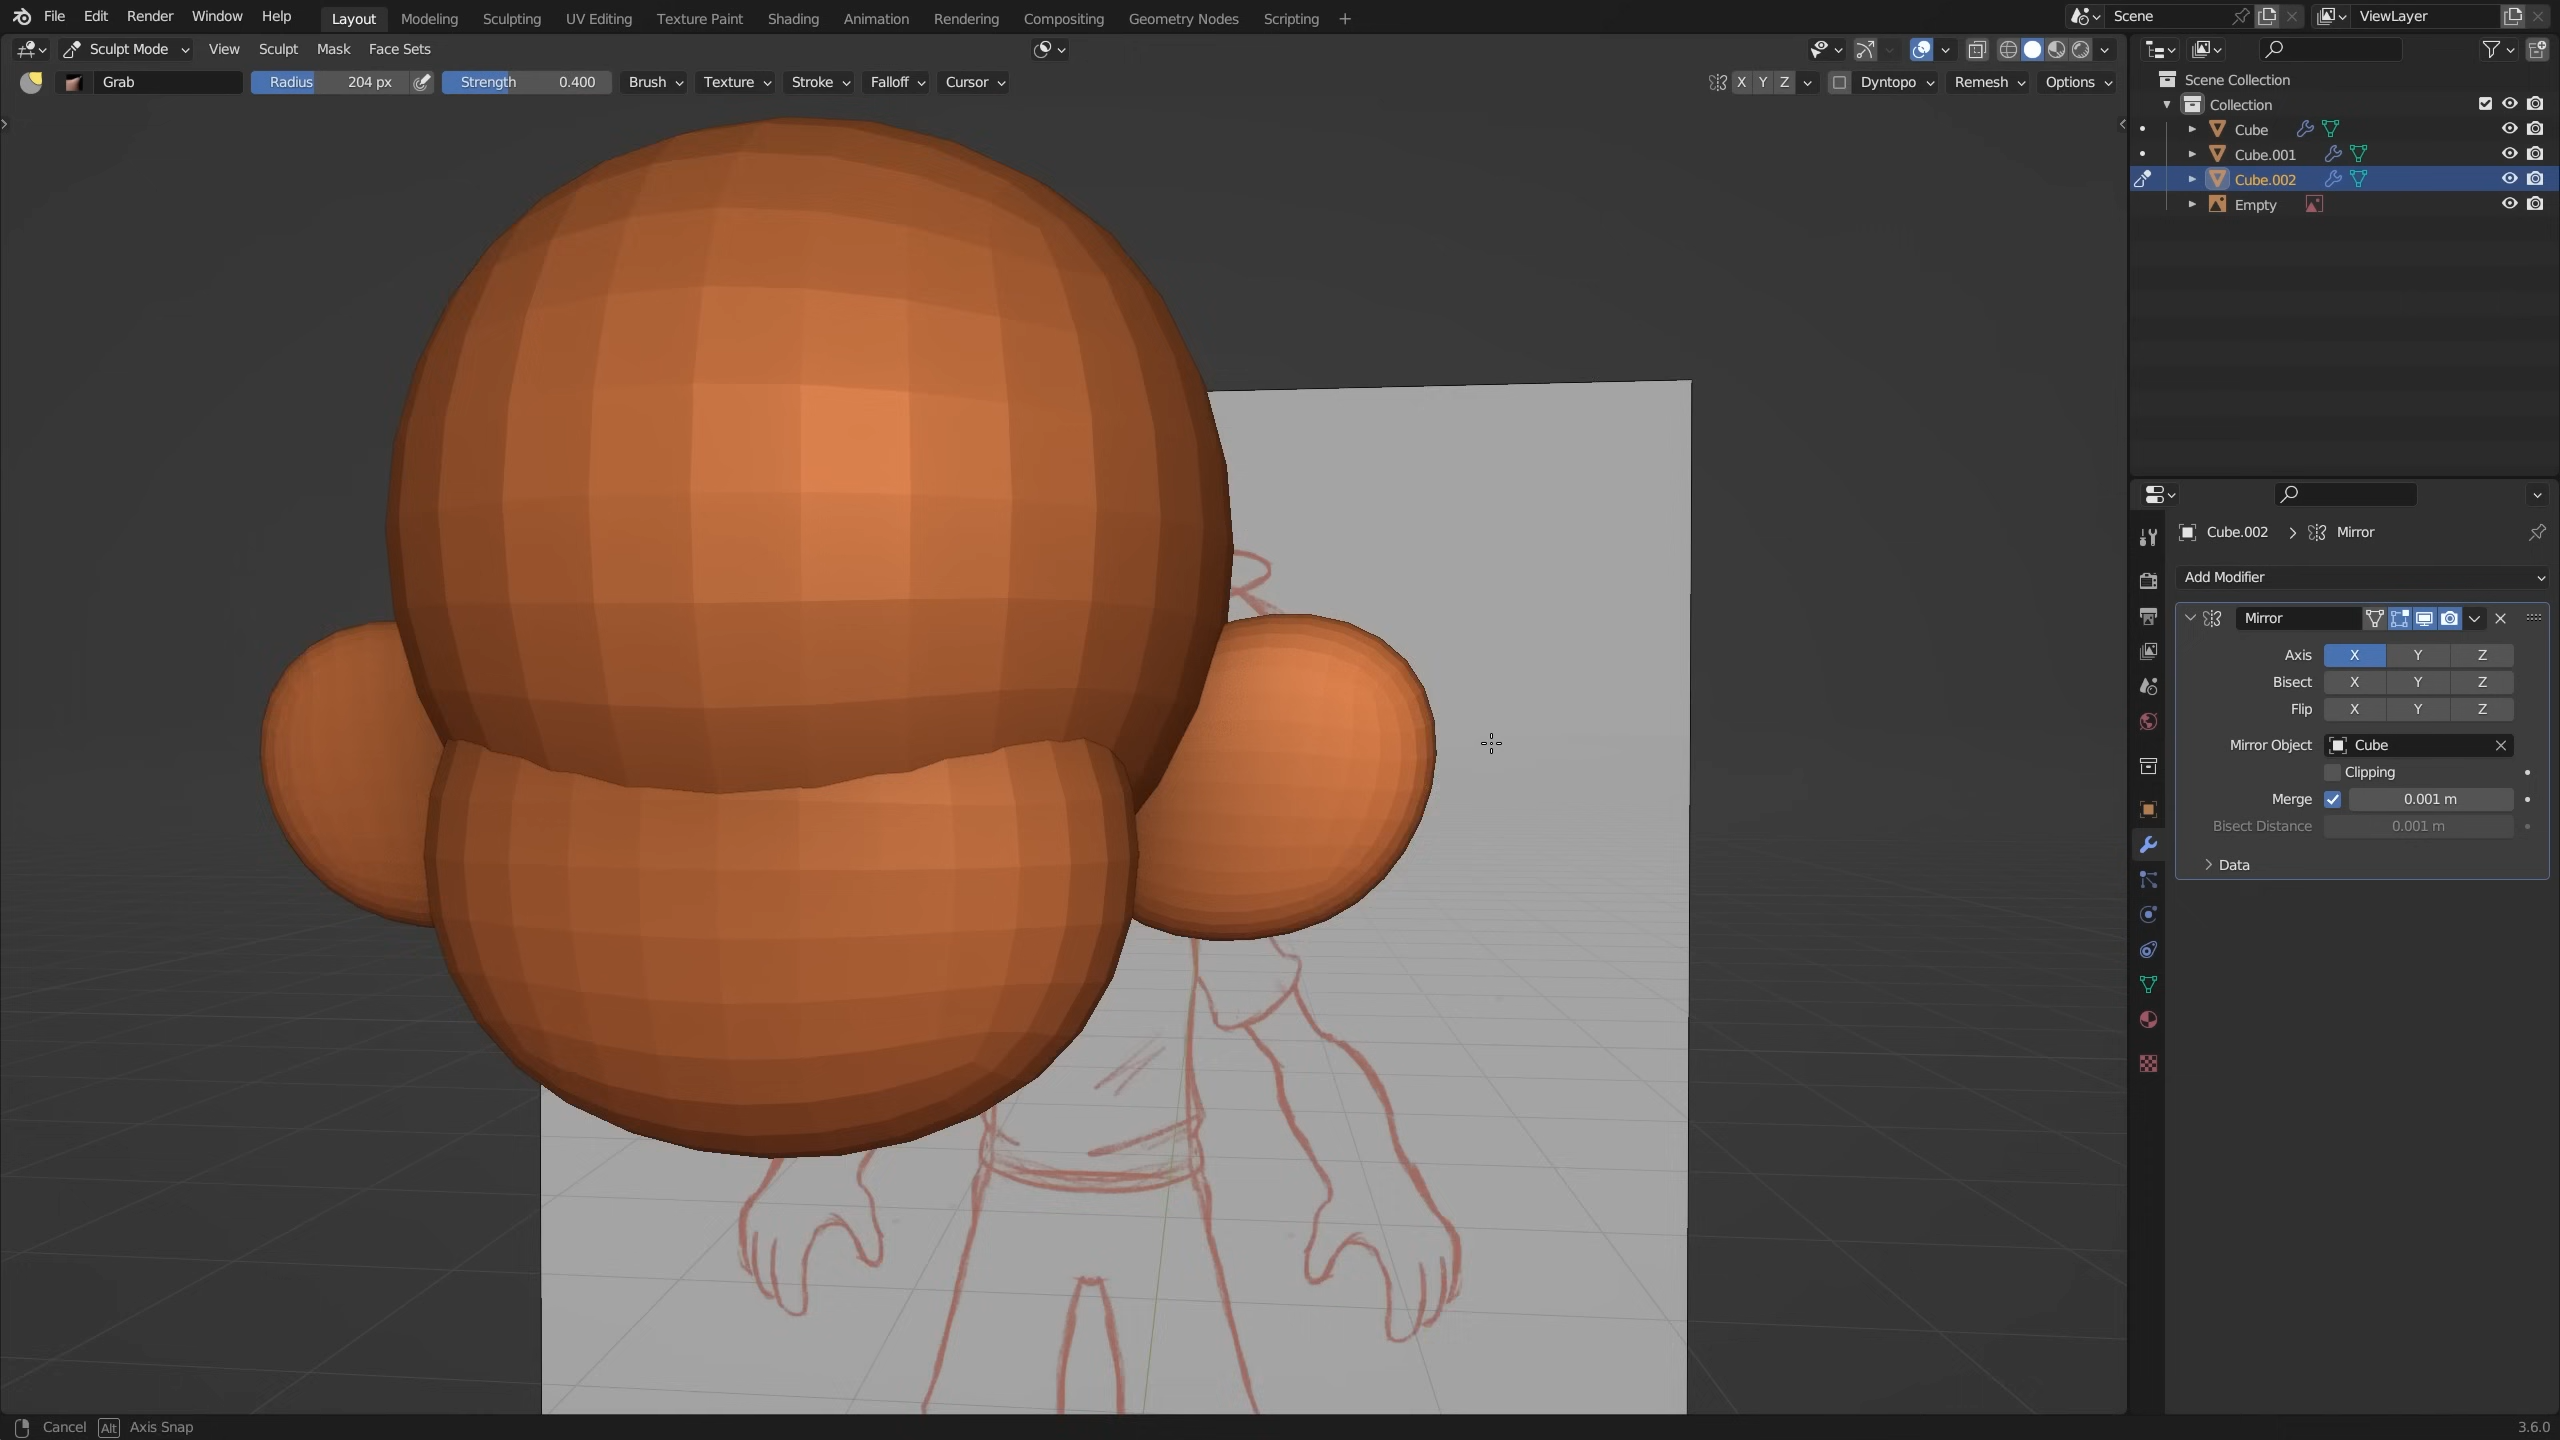 File Edit Render Window Help Layout Modeling Sculpting UV Editing Texture Paint Shading Animation Rendering Compositing Geometry Nodes Scripting + Scene ViewLayer
Sculpt Mode View Sculpt Mask Face Sets
Grab Radius 204 px Strength 0.400 Brush Texture Stroke Falloff Cursor X Y Z Dyntopo Remesh Options
Scene Collection
Collection
Cube
Cube.001
Cube.002
Empty
Cube.002 > Mirror
Add Modifier
Mirror
Axis X Y Z
Bisect X Y Z
Flip X Y Z
Mirror Object Cube
Clipping
Merge 0.001 m
Bisect Distance 0.001 m
Data
Cancel Alt Axis Snap 3.6.0